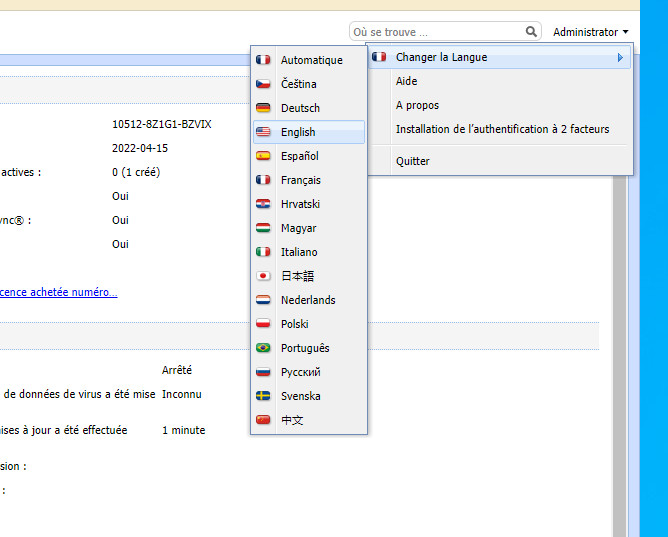 Où se trouve ...
Administrator
Changer la Langue
Aide
A propos
Installation de l'authentification à 2 facteurs
Quitter
Automatique
Čeština
Deutsch
English
Español
Français
Hrvatski
Magyar
Italiano
日本語
Nederlands
Polski
Português
Русский
Svenska
中文
10512-8Z1G1-BZVIX
2022-04-15
actives : 0 (1 créé)
Oui
ync® : Oui
Oui
cence achetée numéro...
Arrêté
de données de virus a été mise Inconnu
ises à jour a été effectuée 1 minute
sion :
: